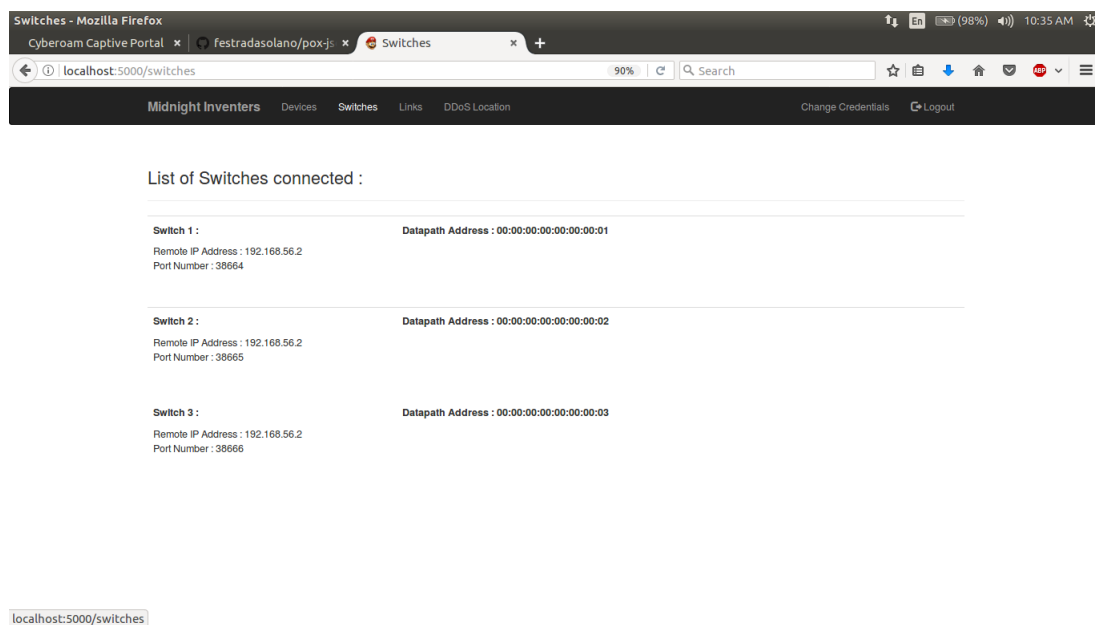 Switches - Mozilla Firefox
En (98%) 10:35 AM
Cyberoam Captive Portal × festradasolano/pox-js × Switches × +
localhost:5000/switches 90% Search ABP
Midnight Inventers Devices Switches Links DDoS Location Change Credentials Logout
List of Switches connected :
Switch 1 : Datapath Address : 00:00:00:00:00:00:00:01
Remote IP Address : 192.168.56.2
Port Number : 38664
Switch 2 : Datapath Address : 00:00:00:00:00:00:00:02
Remote IP Address : 192.168.56.2
Port Number : 38665
Switch 3 : Datapath Address : 00:00:00:00:00:00:00:03
Remote IP Address : 192.168.56.2
Port Number : 38666
localhost:5000/switches